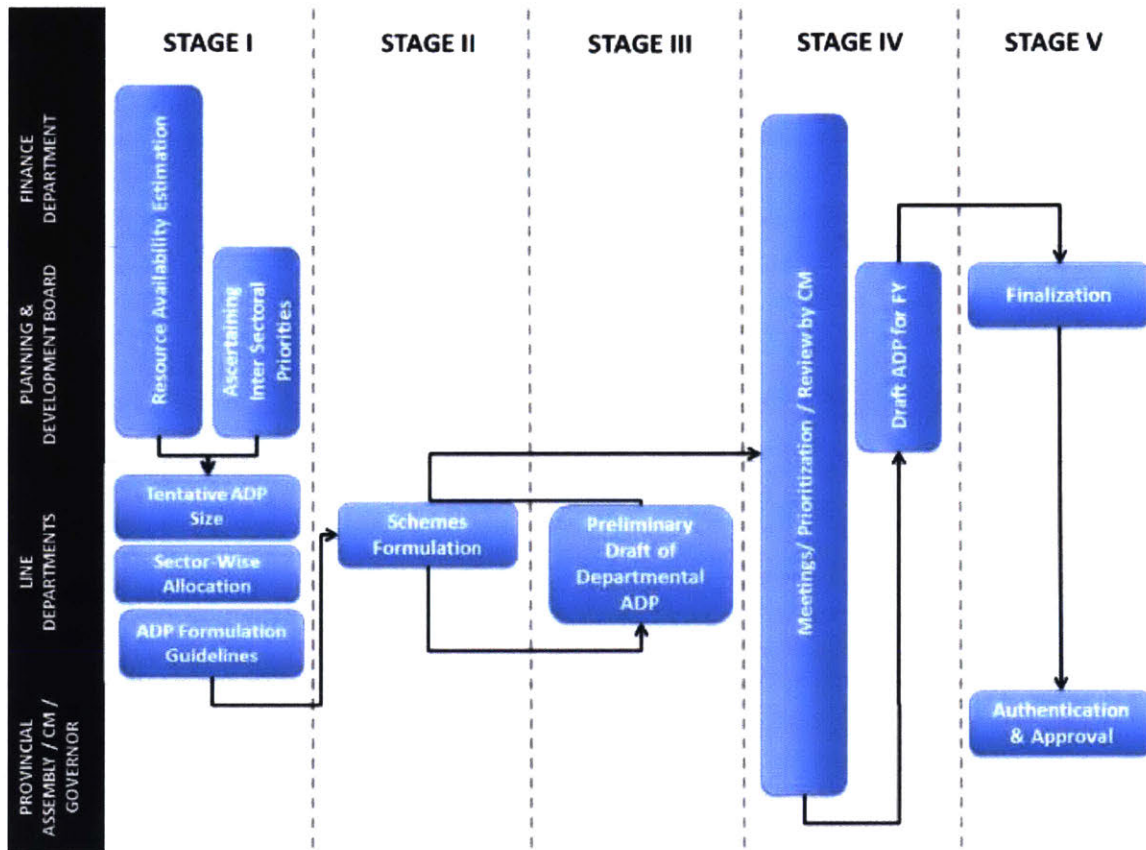 STAGE I
STAGE II
STAGE III
STAGE IV
STAGE V
FINANCE
DEPARTMENT
PLANNING &
DEVELOPMENT BOARD
LINE
DEPARTMENTS
PROVINCIAL
ASSEMBLY / CM /
GOVERNOR
Resource Availability Estimation
Ascertaining
Inter Sectoral
Priorities
Tentative ADP
Size
Sector-Wise
Allocation
ADP Formulation
Guidelines
Schemes
Formulation
Preliminary
Draft of
Departmental
ADP
Meetings/ Prioritization / Review by CM
Draft ADP for FY
Finalization
Authentication
& Approval